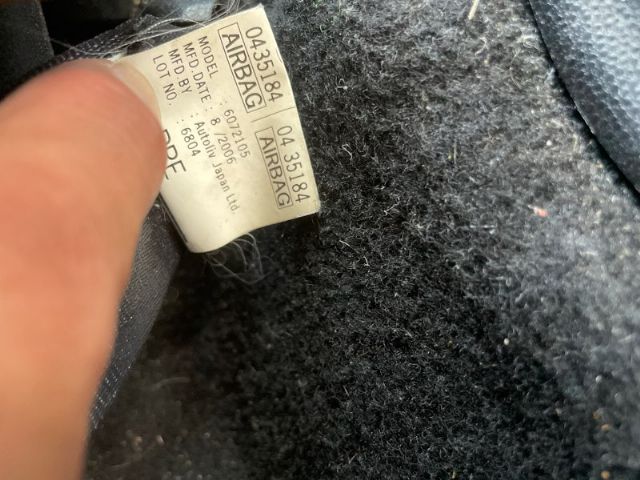 0435184
AIRBAG
04 35184
AIRBAG
MODEL : 6072105
MFD.DATE : 8 /2006
MFD.BY : Autoliv Japan Ltd.
LOT NO. : 6804